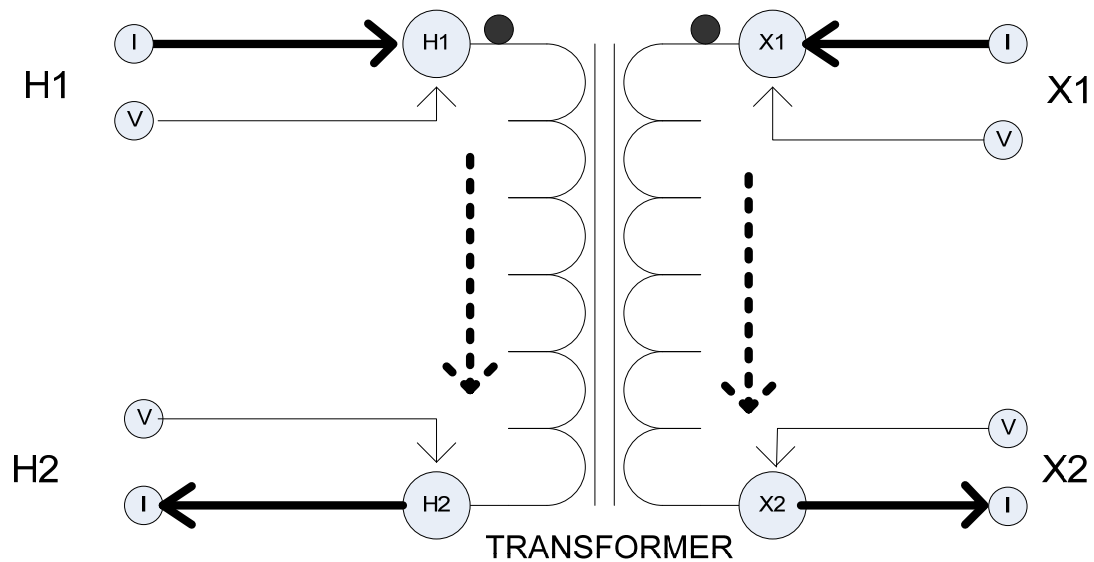 I H1 X1 I
H1 X1
V V
V V
H2 X2
I H2 X2 I
TRANSFORMER